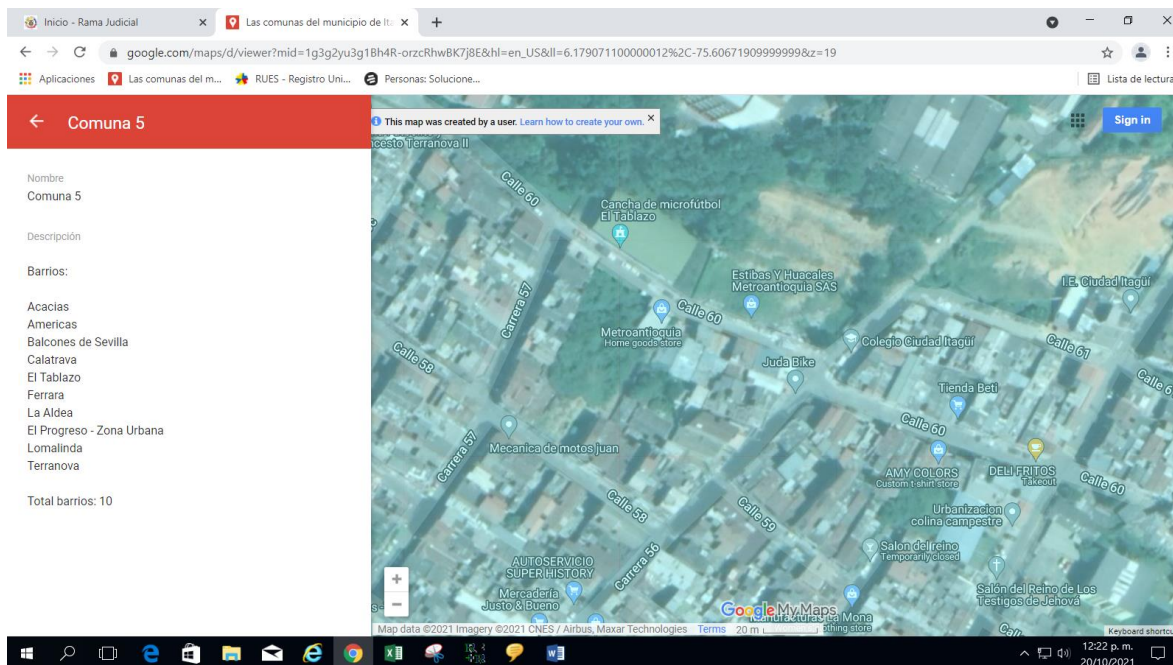 Inicio - Rama Judicial
Las comunas del municipio de Ita
google.com/maps/d/viewer?mid=1g3g2yu3g1Bh4R-orzcRhwBK7j8E&hl=en_US&ll=6.179071100000012%2C-75.60671909999999&z=19
Aplicaciones
Las comunas del m...
RUES - Registro Uni...
Personas: Solucione...
Lista de lectura
Comuna 5
Nombre
Comuna 5
Descripción
Barrios:
Acacias
Americas
Balcones de Sevilla
Calatrava
El Tablazo
Ferrara
La Aldea
El Progreso - Zona Urbana
Lomalinda
Terranova
Total barrios: 10
This map was created by a user. Learn how to create your own.
Sign in
Terranova II
Calle 60
Cancha de microfútbol
El Tablazo
Estibas Y Huacales
Metroantioquia SAS
I.E. Ciudad Itagüí
Carrera 57
Calle 60
Metroantioquia
Home goods store
Colegio Ciudad Itagüí
Calle 61
Calle 58
Juda Bike
Tienda Beti
Calle 60
Mecanica de motos juan
Carrera 57
AMY COLORS
Custom t-shirt store
DELI FRITOS
Takeout
Calle 60
Calle 58
Calle 59
Urbanizacion
colina campestre
Salon del reino
Temporarily closed
AUTOSERVICIO
SUPER HISTORY
Carrera 56
Mercadería
Justo & Bueno
Salón del Reino de Los
Testigos de Jehová
Google My Maps
Map data ©2021 Imagery ©2021 CNES / Airbus, Maxar Technologies
Terms
20 m
Keyboard shortcu
12:22 p. m.
20/10/2021